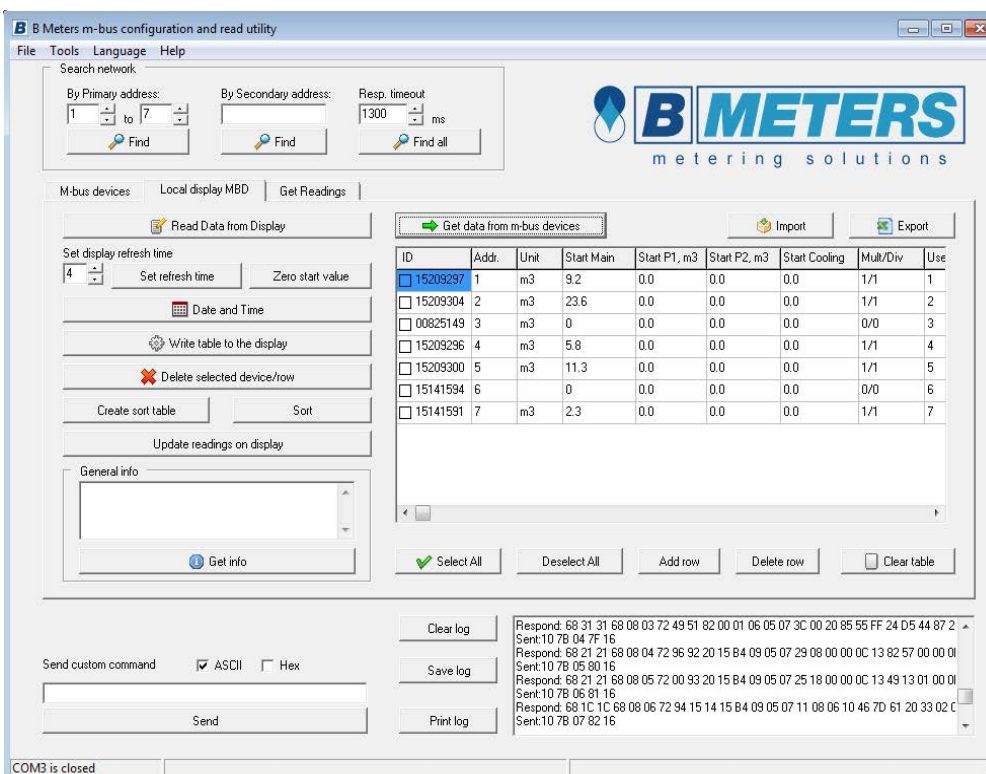 B B Meters m-bus configuration and read utility
File Tools Language Help
Search network
By Primary address: By Secondary address: Resp. timeout
1 to 7 1300 ms
Find Find Find all
B METERS
metering solutions
M-bus devices Local display MBD Get Readings
Read Data from Display Get data from m-bus devices Import Export
Set display refresh time
4 Set refresh time Zero start value
Date and Time
Write table to the display
Delete selected device/row
Create sort table Sort
Update readings on display
General info
Get info
ID Addr. Unit Start Main Start P1, m3 Start P2, m3 Start Cooling Mult/Div Use
15209297 1 m3 9.2 0.0 0.0 0.0 1/1 1
15209304 2 m3 23.6 0.0 0.0 0.0 1/1 2
00825149 3 m3 0 0.0 0.0 0.0 0/0 3
15209296 4 m3 5.8 0.0 0.0 0.0 1/1 4
15209300 5 m3 11.3 0.0 0.0 0.0 1/1 5
15141594 6 0 0.0 0.0 0.0 0/0 6
15141591 7 m3 2.3 0.0 0.0 0.0 1/1 7
Select All Deselect All Add row Delete row Clear table
Clear log
Save log
Print log
Respond: 68 31 31 68 08 03 72 49 51 82 00 01 06 05 07 3C 00 20 85 55 FF 24 D5 44 87 2
Sent:10 7B 04 7F 16
Respond: 68 21 21 68 08 04 72 96 92 20 15 B4 09 05 07 29 08 00 00 0C 13 82 57 00 00
Sent:10 7B 05 80 16
Respond: 68 21 21 68 08 05 72 00 93 20 15 B4 09 05 07 25 18 00 00 0C 13 49 13 01 00
Sent:10 7B 06 81 16
Respond: 68 1C 1C 68 08 06 72 94 15 14 15 B4 09 05 07 11 08 06 10 46 7D 61 20 33 02
Sent:10 7B 07 82 16
Send custom command ASCII Hex
Send
COM3 is closed